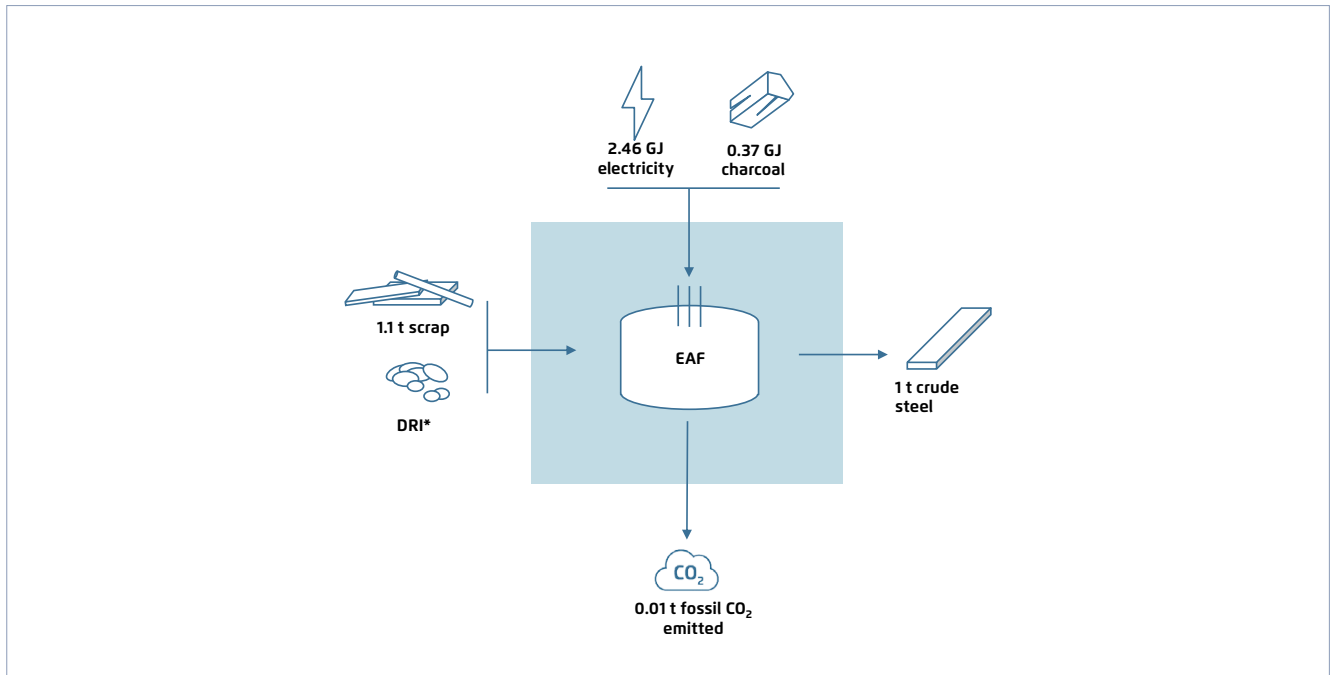 2.46 GJ
electricity
0.37 GJ
charcoal
1.1 t scrap
DRI*
EAF
1 t crude
steel
CO₂
0.01 t fossil CO₂
emitted